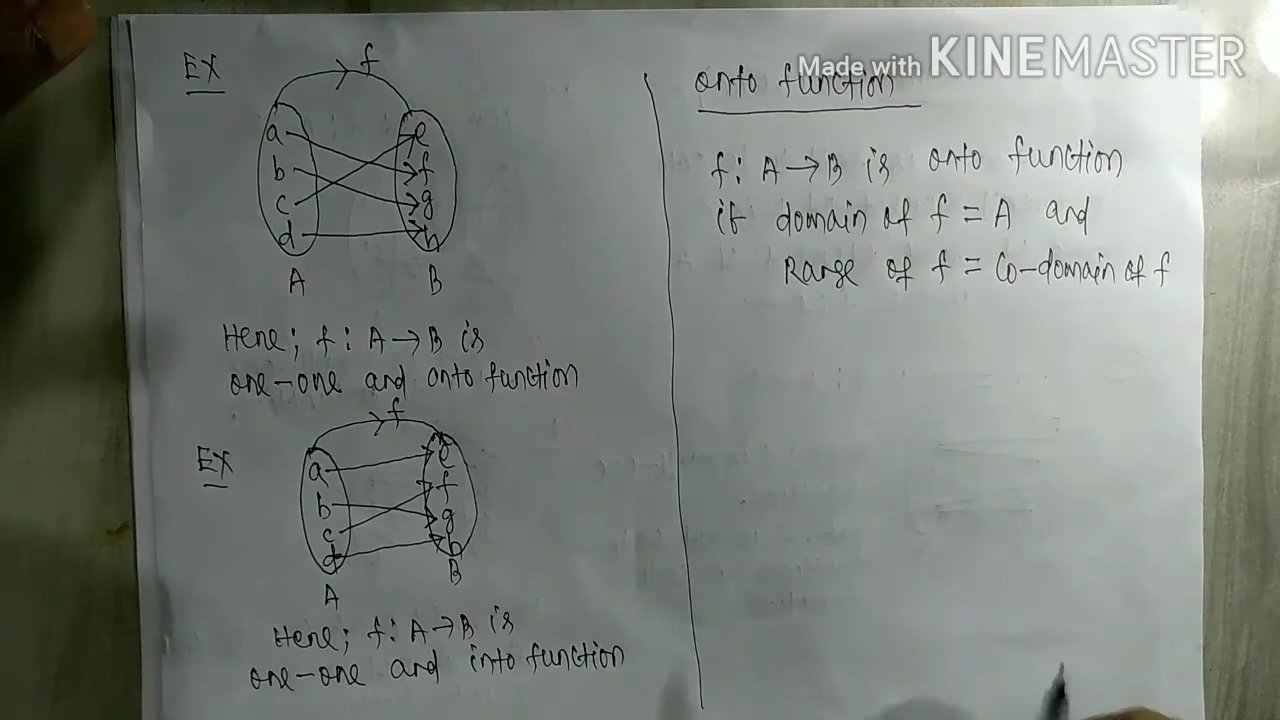 Ex
f
a
b
c
d
e
f
g
h
A
B
Here; f: A→B is
one-one and onto function
Ex
f
a
b
c
d
e
f
g
h
A
B
Here; f: A→B is
one-one and into function
Made with KINEMASTER
onto function
f: A→B is onto function
if domain of f = A and
Range of f = Co-domain of f